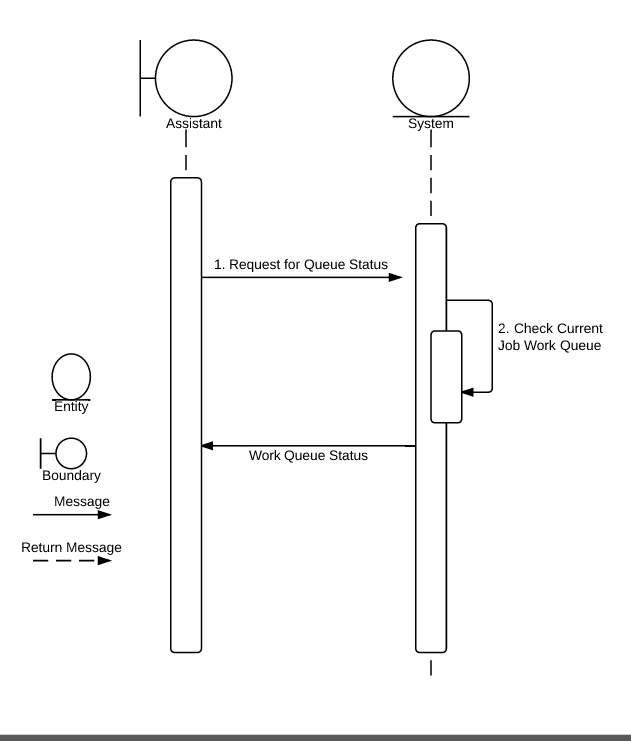 Assistant
System
1. Request for Queue Status
2. Check Current
Job Work Queue
Work Queue Status
Entity
Boundary
Message
Return Message